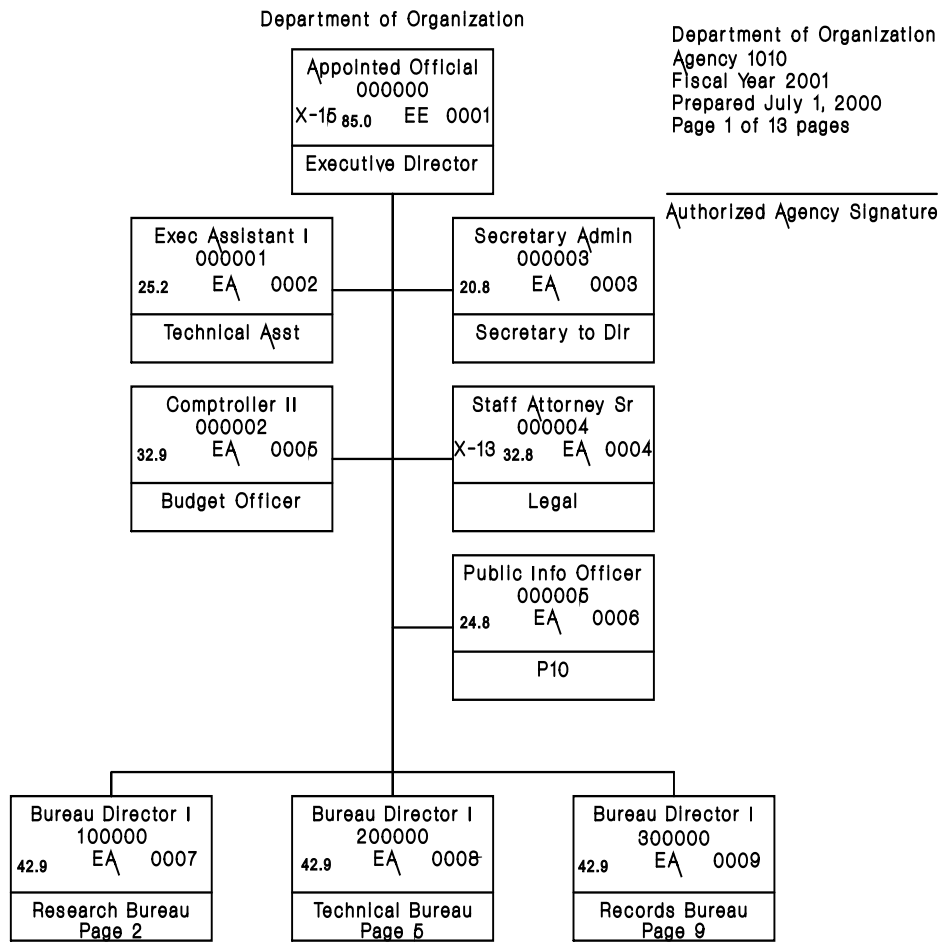 Department of Organization
Department of Organization
Agency 1010
Fiscal Year 2001
Prepared July 1, 2000
Page 1 of 13 pages
Authorized Agency Signature
Appointed Official
000000
X-15 85.0 EE 0001
Executive Director
Exec Assistant I
000001
25.2 EA 0002
Technical Asst
Secretary Admin
000003
20.8 EA 0003
Secretary to Dir
Comptroller II
000002
32.9 EA 0005
Budget Officer
Staff Attorney Sr
000004
X-13 32.8 EA 0004
Legal
Public Info Officer
000005
24.8 EA 0006
P10
Bureau Director I
100000
42.9 EA 0007
Research Bureau
Page 2
Bureau Director I
200000
42.9 EA 0008
Technical Bureau
Page 5
Bureau Director I
300000
42.9 EA 0009
Records Bureau
Page 9